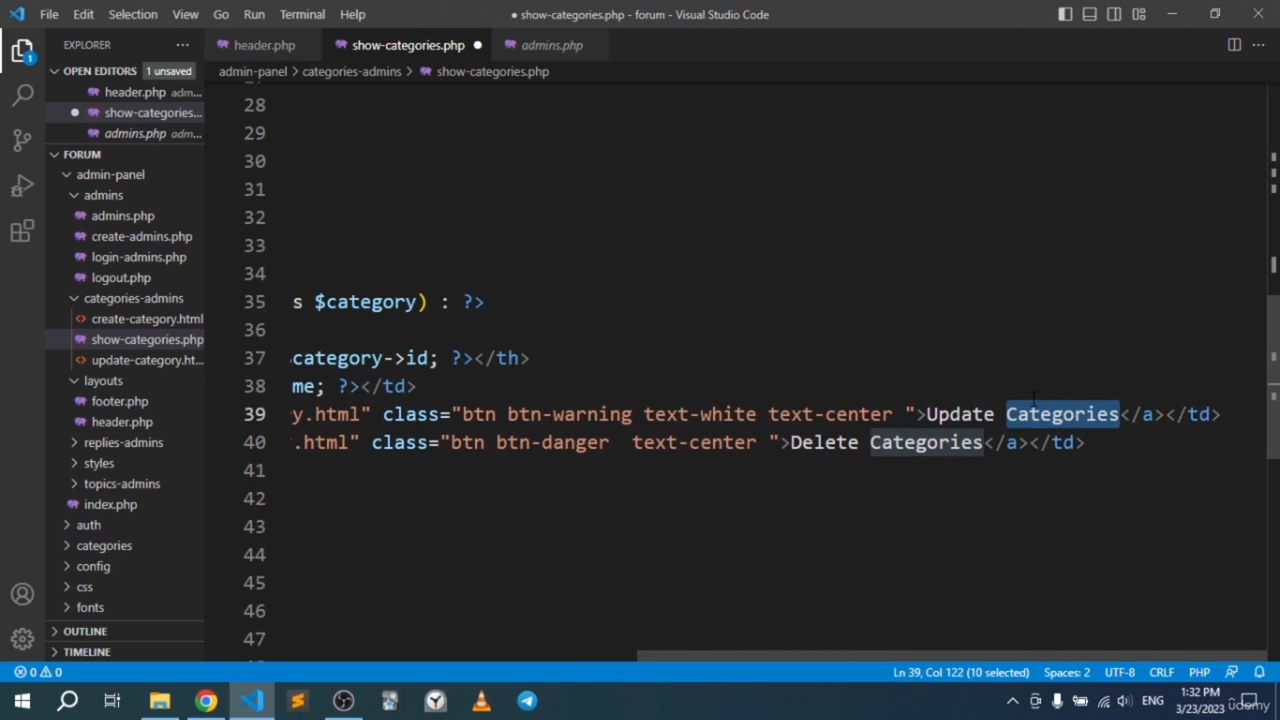 File Edit Selection View Go Run Terminal Help
● show-categories.php - forum - Visual Studio Code
EXPLORER
header.php
show-categories.php
admins.php
OPEN EDITORS 1 unsaved
admin-panel > categories-admins > show-categories.php
header.php adm...
show-categories...
admins.php adm...
FORUM
admin-panel
admins
admins.php
create-admins.php
login-admins.php
logout.php
categories-admins
create-category.html
show-categories.php
update-category.ht...
layouts
footer.php
header.php
replies-admins
styles
topics-admins
index.php
auth
categories
config
css
fonts
OUTLINE
TIMELINE
28
29
30
31
32
33
34
35 s $category) : ?>
36
37 category->id; ?></th>
38 me; ?></td>
39 y.html" class="btn btn-warning text-white text-center ">Update Categories</a></td>
40 .html" class="btn btn-danger  text-center ">Delete Categories</a></td>
41
42
43
44
45
46
47
0 0
Ln 39, Col 122 (10 selected) Spaces: 2 UTF-8 CRLF PHP
ENG
1:32 PM
3/23/2023
udemy
1